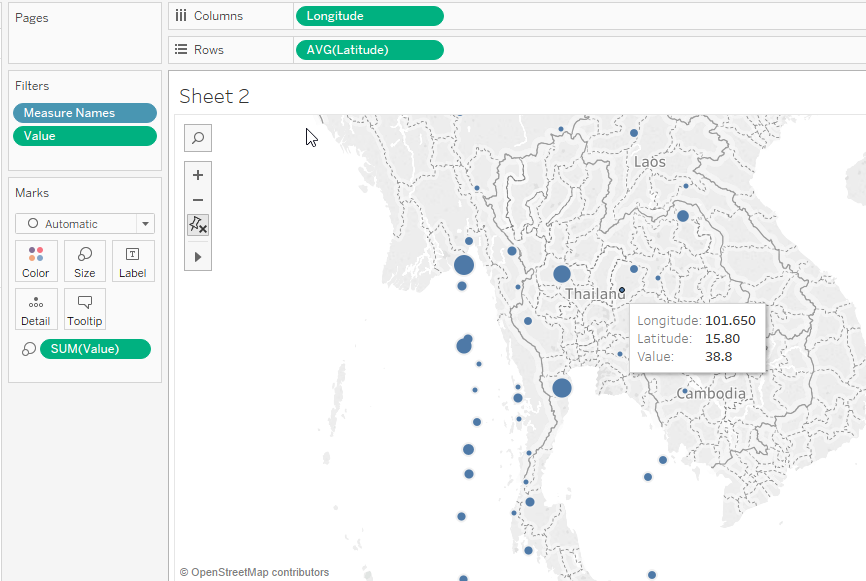 Pages
Columns
Longitude
Rows
AVG(Latitude)
Filters
Measure Names
Value
Sheet 2
Marks
Automatic
Color
Size
Label
Detail
Tooltip
SUM(Value)
Laos
Thailand
Longitude: 101.650
Latitude: 15.80
Value: 38.8
Cambodia
© OpenStreetMap contributors